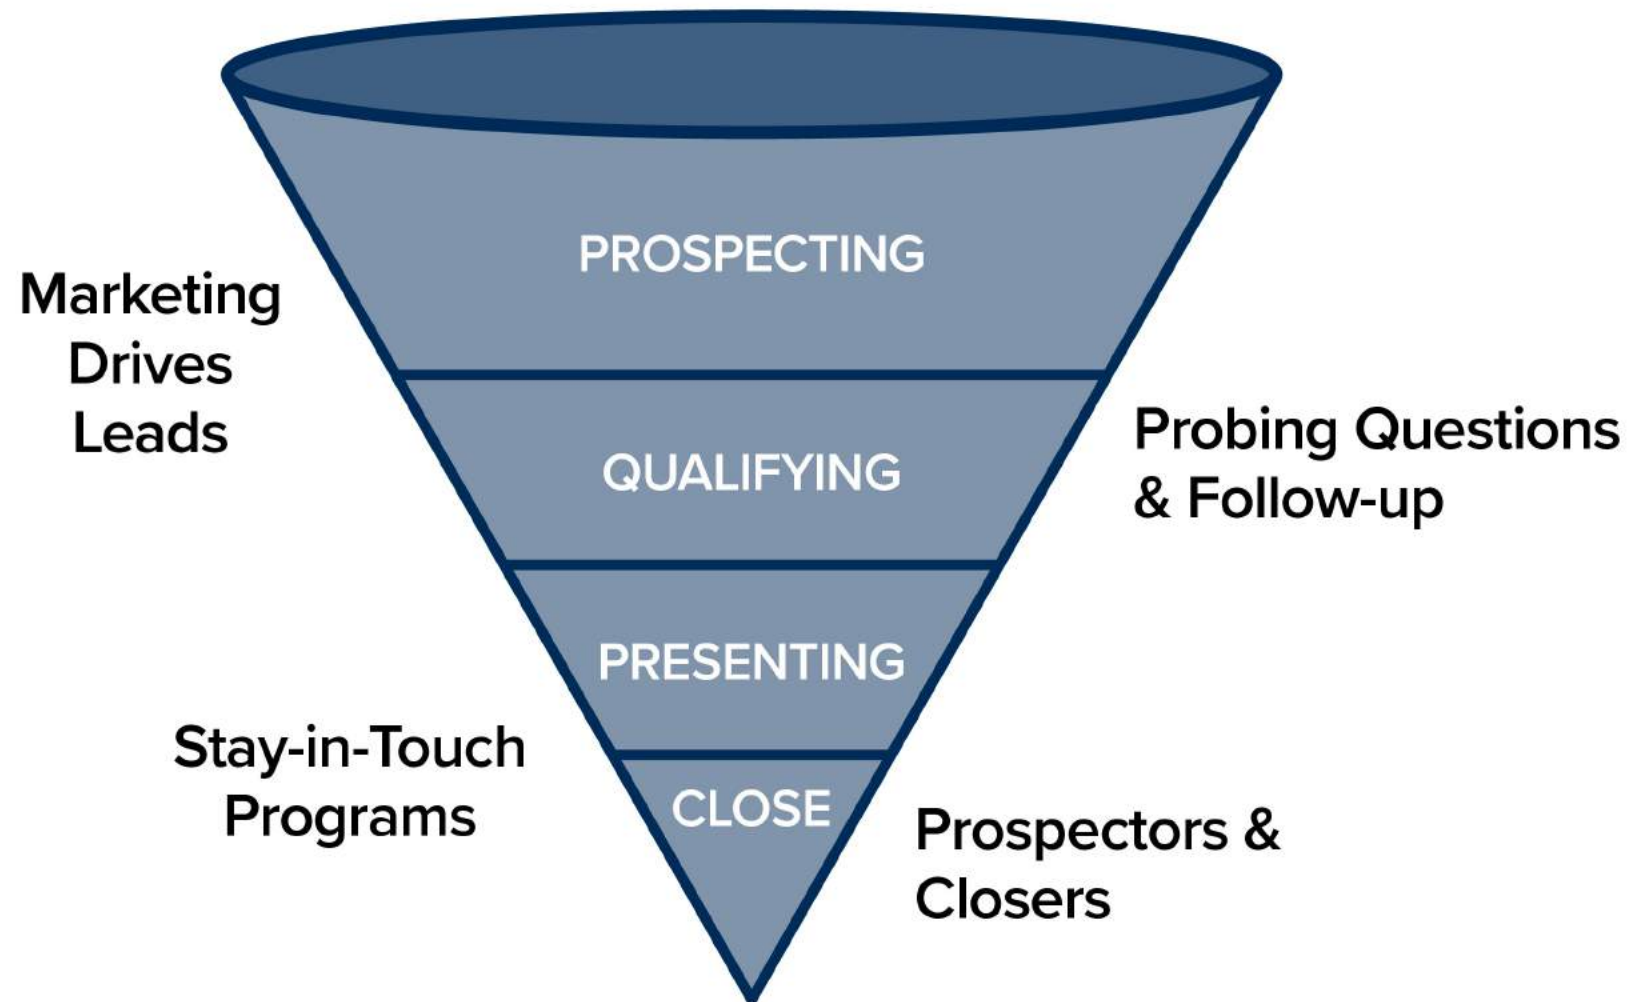 PROSPECTING
Marketing
Drives
Leads
QUALIFYING
Probing Questions
& Follow-up
PRESENTING
Stay-in-Touch
Programs
CLOSE
Prospectors &
Closers